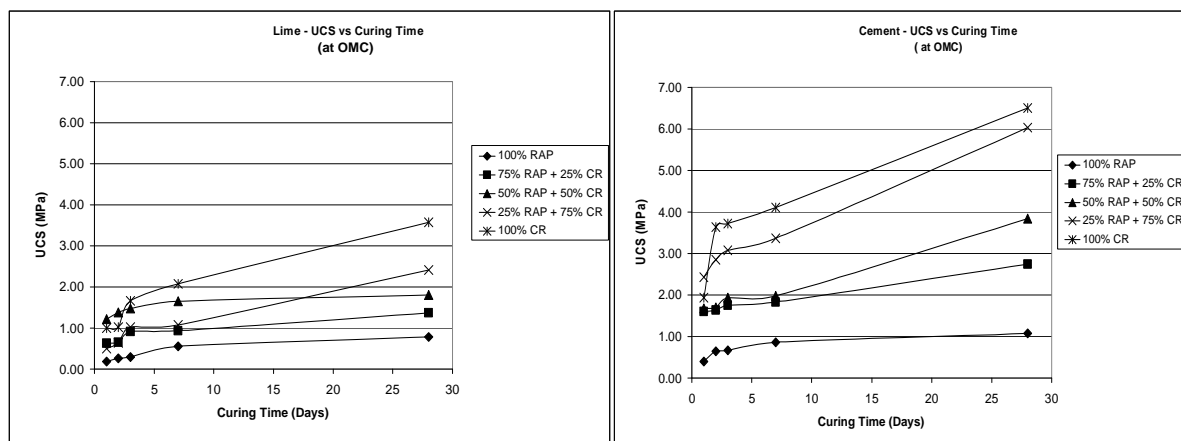 Lime - UCS vs Curing Time
(at OMC)
7.00
6.00
5.00
4.00
3.00
2.00
1.00
0.00
0 5 10 15 20 25 30
Curing Time (Days)
UCS (MPa)
100% RAP
75% RAP + 25% CR
50% RAP + 50% CR
25% RAP + 75% CR
100% CR
Cement - UCS vs Curing Time
( at OMC)
7.00
6.00
5.00
4.00
3.00
2.00
1.00
0.00
0 5 10 15 20 25 30
Curing Time (Days)
UCS (MPa)
100% RAP
75% RAP + 25% CR
50% RAP + 50% CR
25% RAP + 75% CR
100% CR